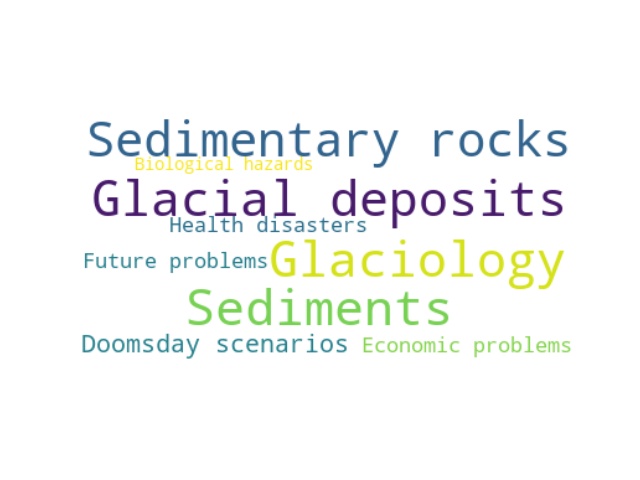 Sedimentary rocks
Biological hazards
Glacial deposits
Health disasters
Future problems
Glaciology
Sediments
Doomsday scenarios
Economic problems